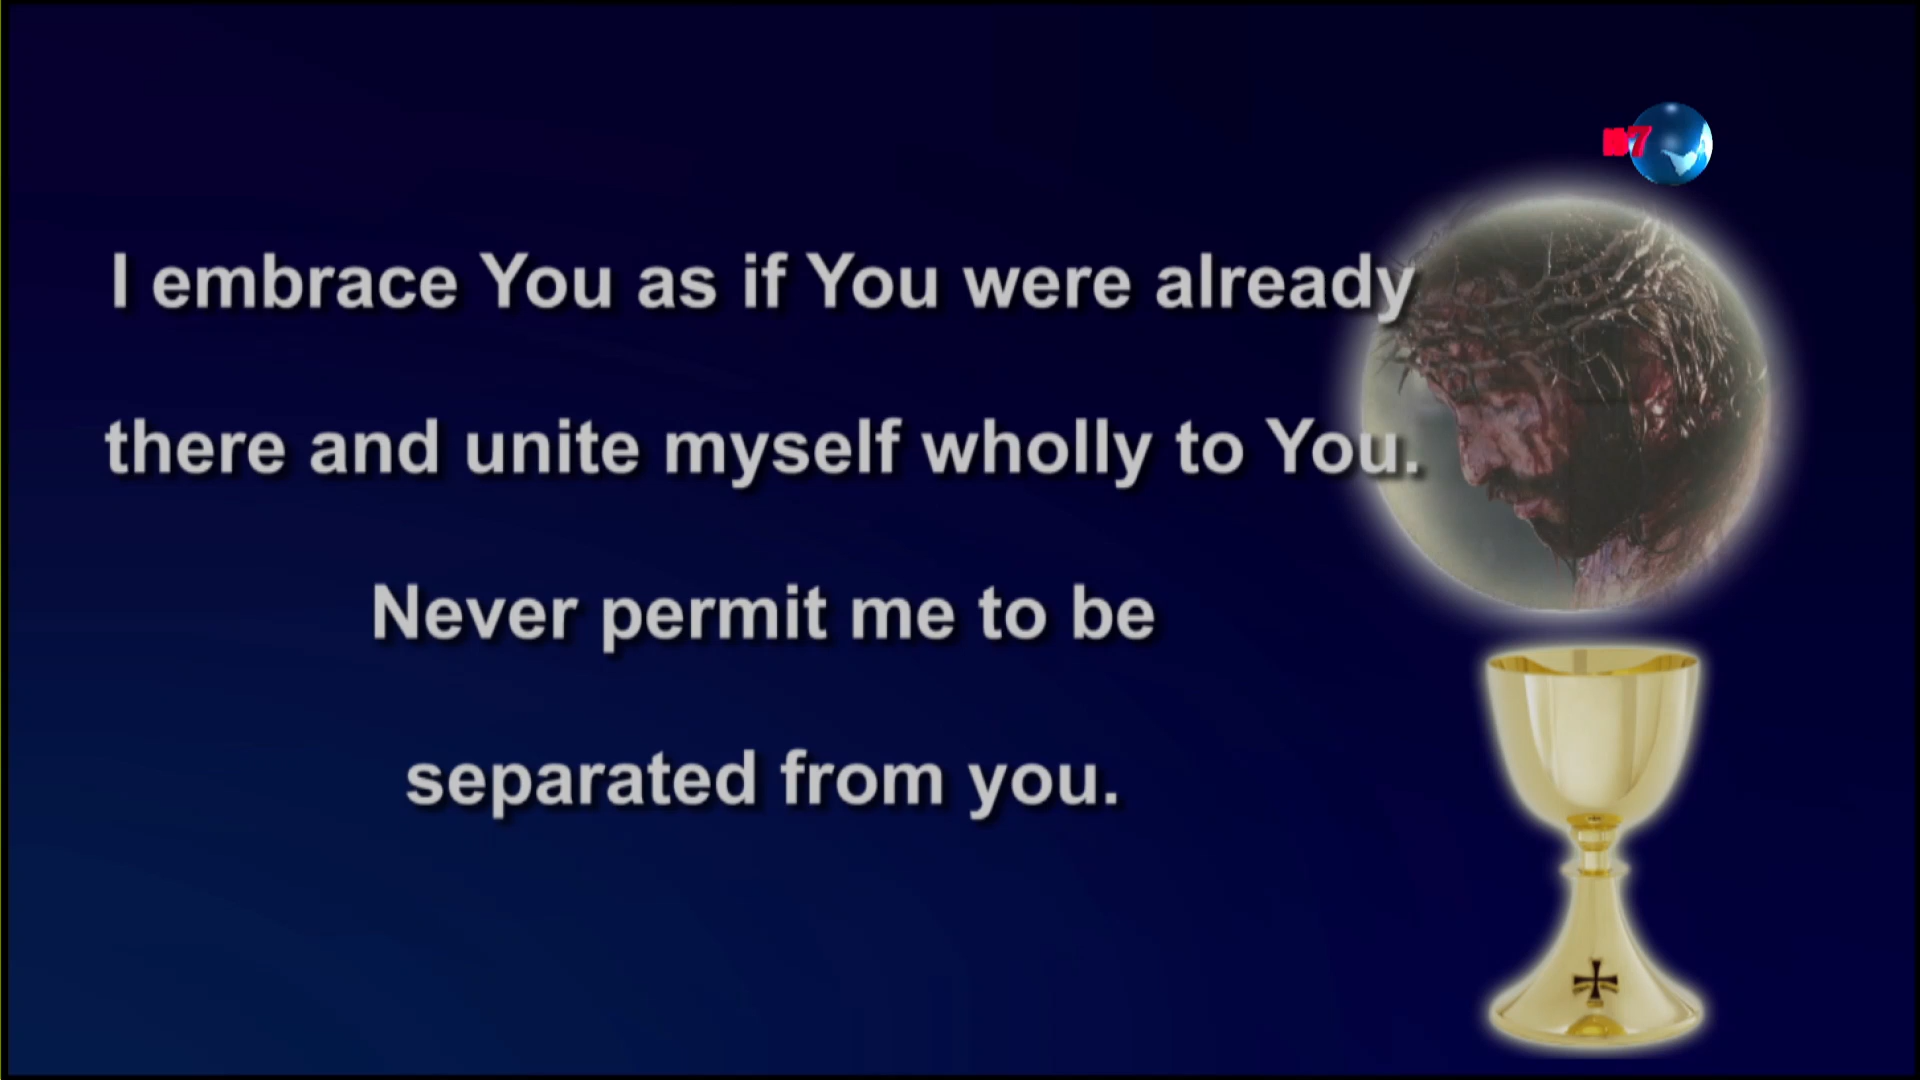 I embrace You as if You were already
there and unite myself wholly to You.
Never permit me to be
separated from you.